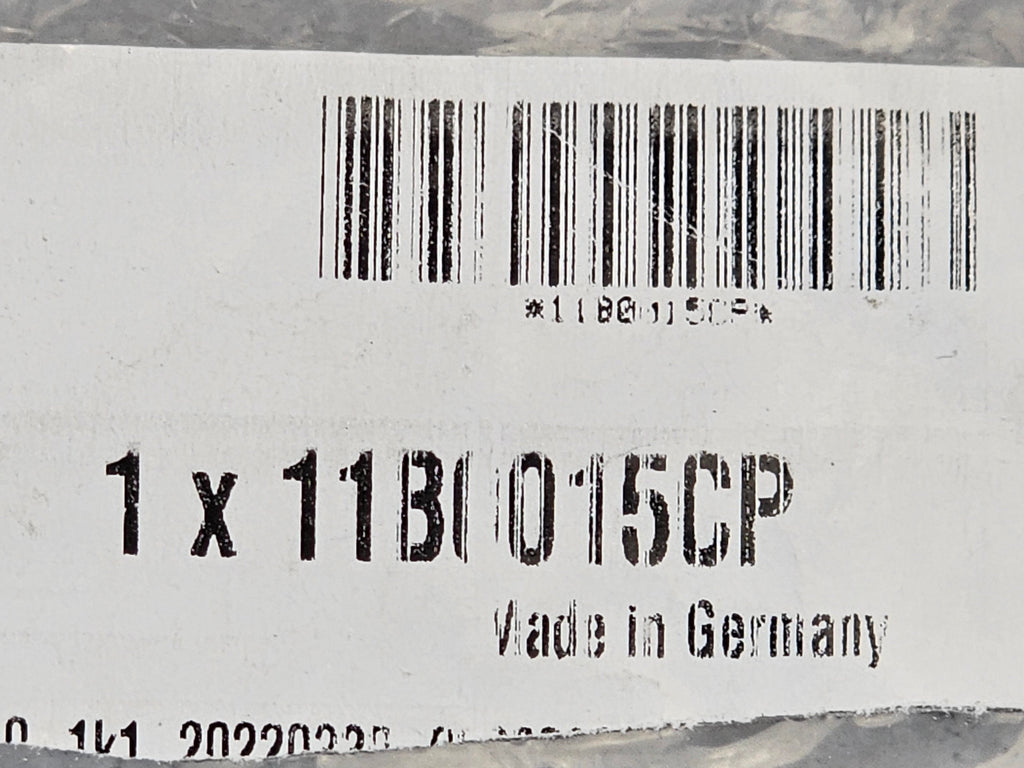 *11B0015CP*
1 x 11B0015CP
Made in Germany